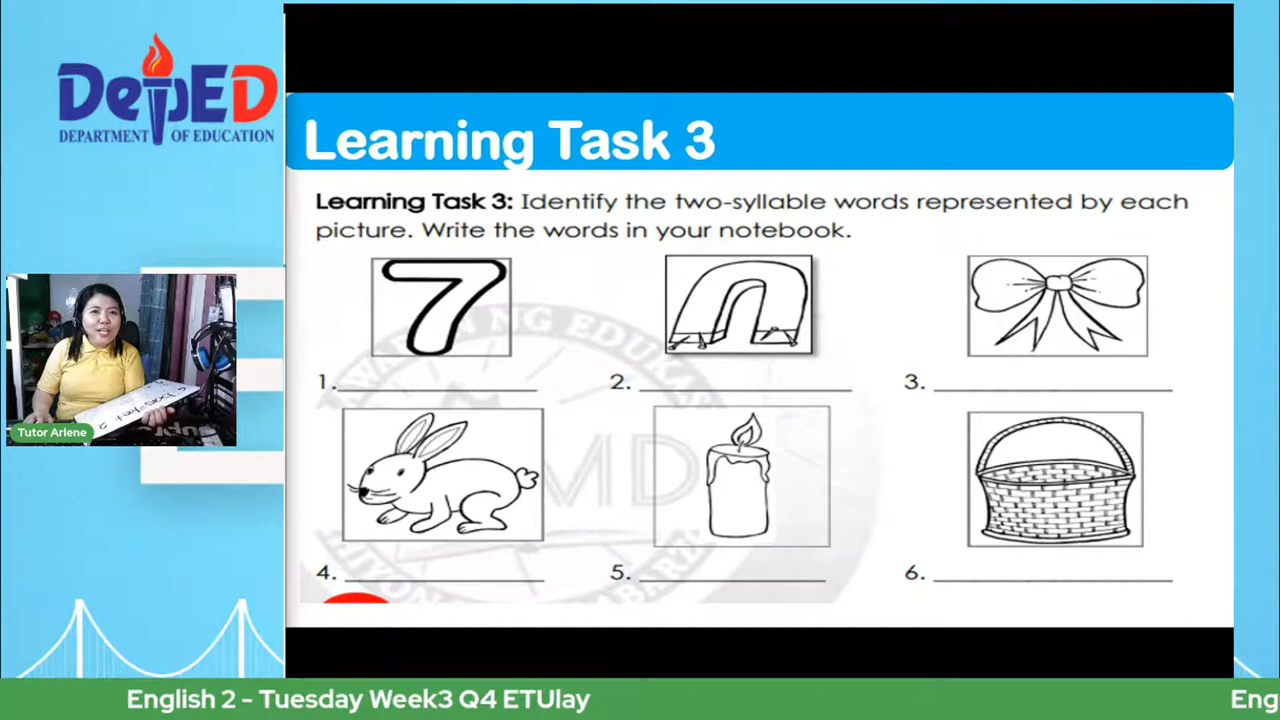 DepED
DEPARTMENT OF EDUCATION
Learning Task 3
Learning Task 3: Identify the two-syllable words represented by each
picture. Write the words in your notebook.
7
1.
2.
3.
4.
5.
6.
MD
Tutor Arlene
English 2 - Tuesday Week3 Q4 ETUlay
Eng